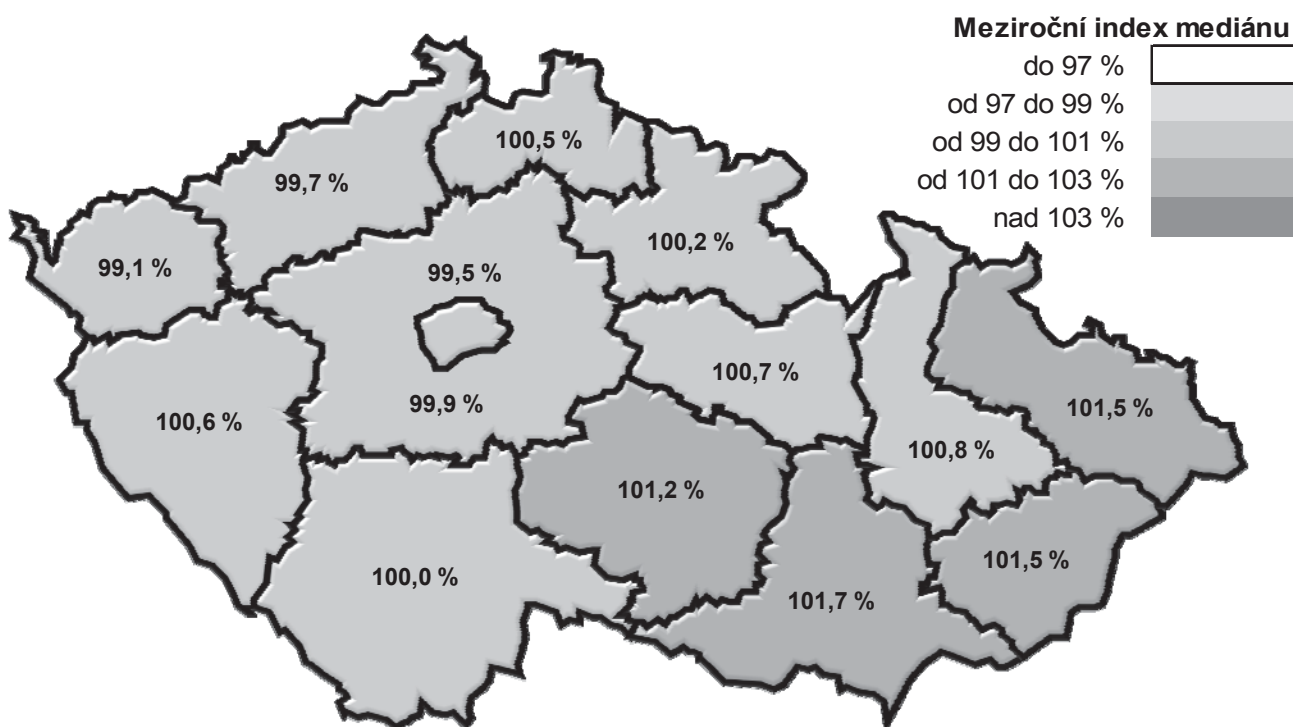 Meziroční index mediánu
do 97 %
od 97 do 99 %
od 99 do 101 %
od 101 do 103 %
nad 103 %
100,5 %
99,7 %
100,2 %
99,1 %
99,5 %
100,7 %
99,9 %
101,5 %
100,6 %
100,8 %
101,2 %
101,5 %
100,0 %
101,7 %